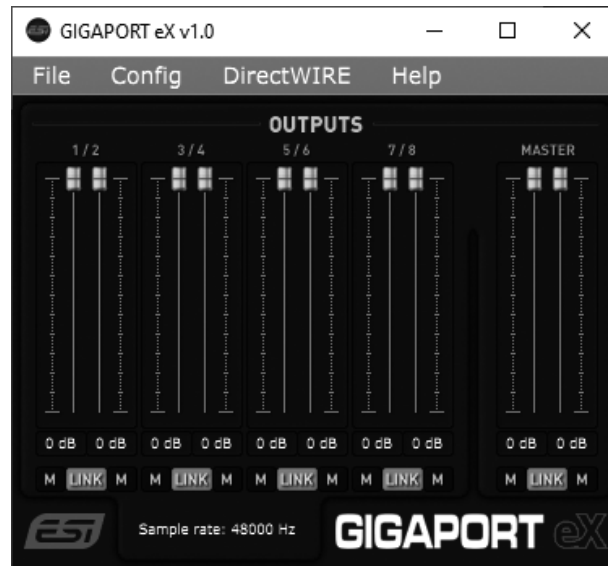 ESI GIGAPORT eX v1.0
File Config DirectWIRE Help
OUTPUTS
1/2 3/4 5/6 7/8 MASTER
0 dB 0 dB 0 dB 0 dB 0 dB 0 dB 0 dB 0 dB 0 dB 0 dB
M LINK M M LINK M M LINK M M LINK M M LINK M
ESI Sample rate: 48000 Hz GIGAPORT eX